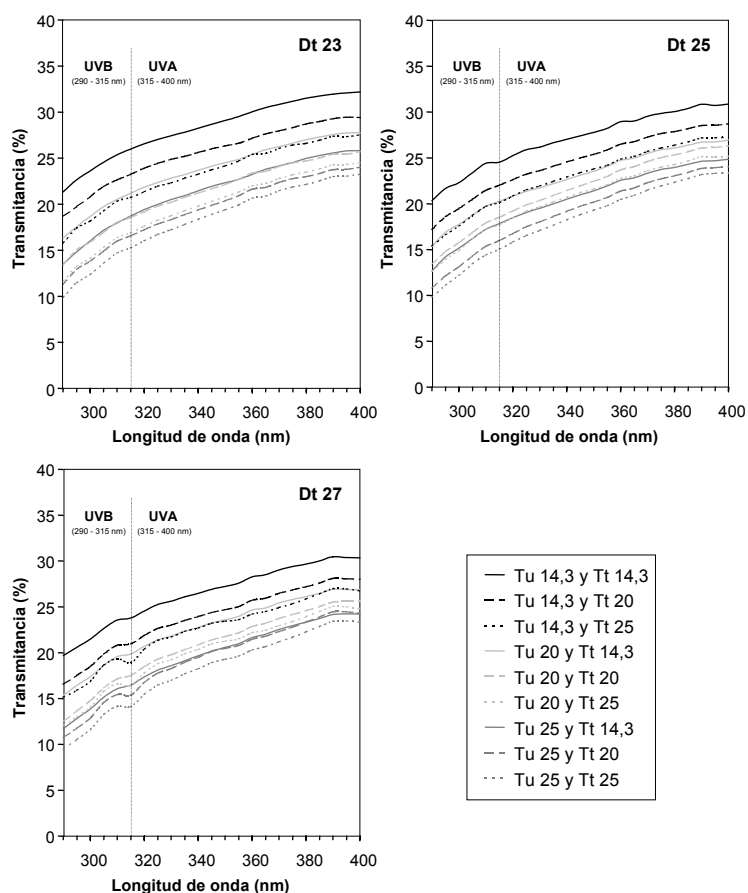 Dt 23
UVB UVA
(290 - 315 nm) (315 - 400 nm)
Transmitancia (%)
40
35
30
25
20
15
10
5
0
300 320 340 360 380 400
Longitud de onda (nm)
Dt 25
UVB UVA
(290 - 315 nm) (315 - 400 nm)
Transmitancia (%)
40
35
30
25
20
15
10
5
0
300 320 340 360 380 400
Longitud de onda (nm)
Dt 27
UVB UVA
(290 - 315 nm) (315 - 400 nm)
Transmitancia (%)
40
35
30
25
20
15
10
5
0
300 320 340 360 380 400
Longitud de onda (nm)
Tu 14,3 y Tt 14,3
Tu 14,3 y Tt 20
Tu 14,3 y Tt 25
Tu 20 y Tt 14,3
Tu 20 y Tt 20
Tu 20 y Tt 25
Tu 25 y Tt 14,3
Tu 25 y Tt 20
Tu 25 y Tt 25